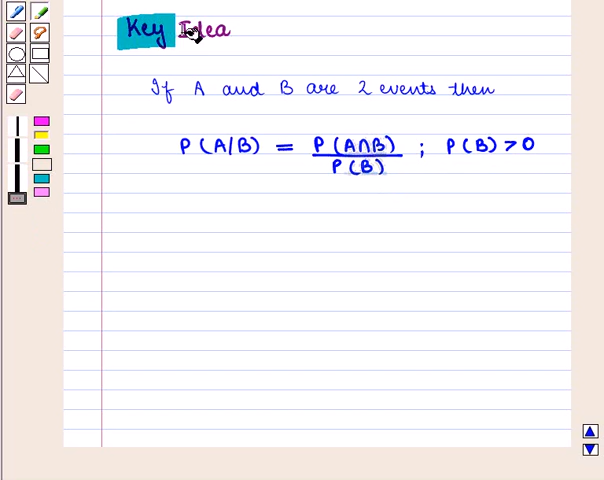 Key Idea
If A and B are 2 events then
P(A/B) = P(A∩B) / P(B) ; P(B) > 0